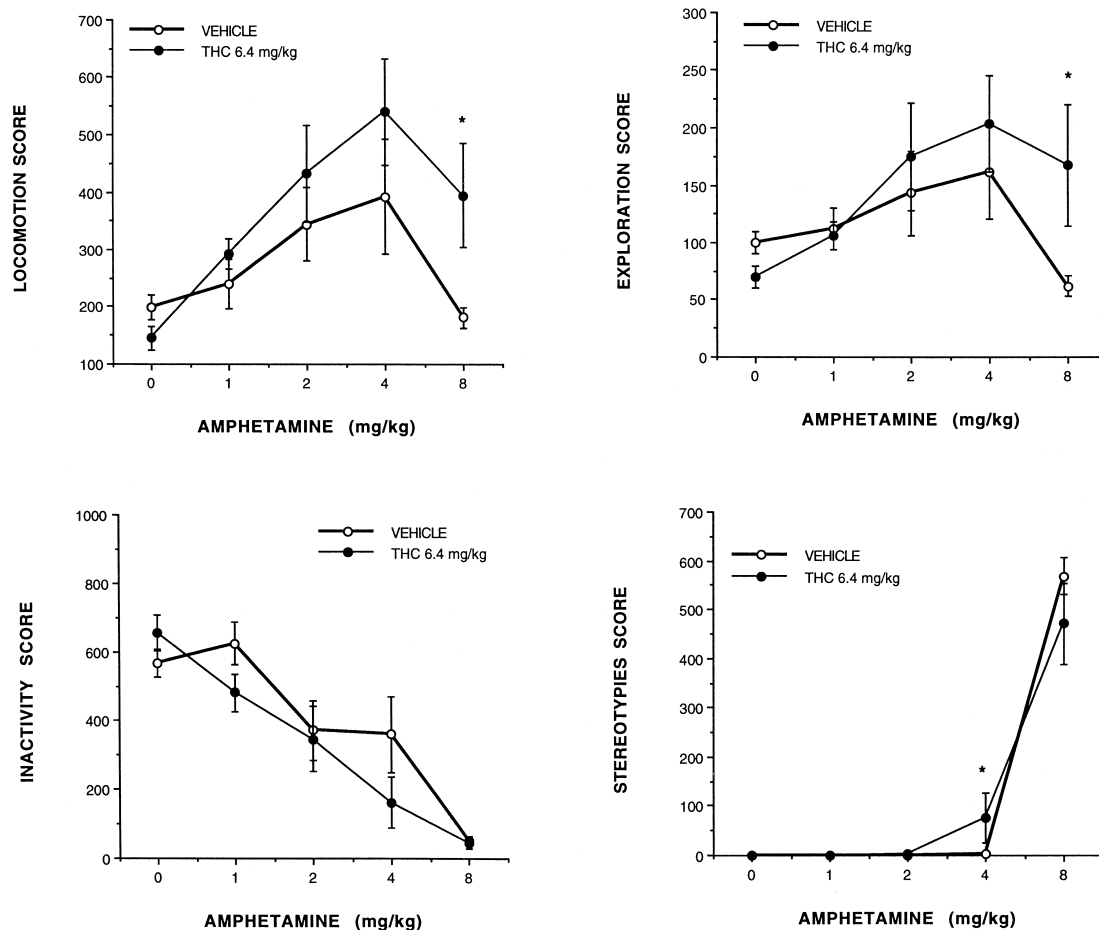 700
600
500
400
300
200
100
LOCOMOTION SCORE
VEHICLE
THC 6.4 mg/kg
*
0 1 2 4 8
AMPHETAMINE (mg/kg)
300
250
200
150
100
50
0
EXPLORATION SCORE
VEHICLE
THC 6.4 mg/kg
*
0 1 2 4 8
AMPHETAMINE (mg/kg)
1000
800
600
400
200
0
INACTIVITY SCORE
VEHICLE
THC 6.4 mg/kg
0 1 2 4 8
AMPHETAMINE (mg/kg)
700
600
500
400
300
200
100
0
STEREOTYPIES SCORE
VEHICLE
THC 6.4 mg/kg
*
0 1 2 4 8
AMPHETAMINE (mg/kg)